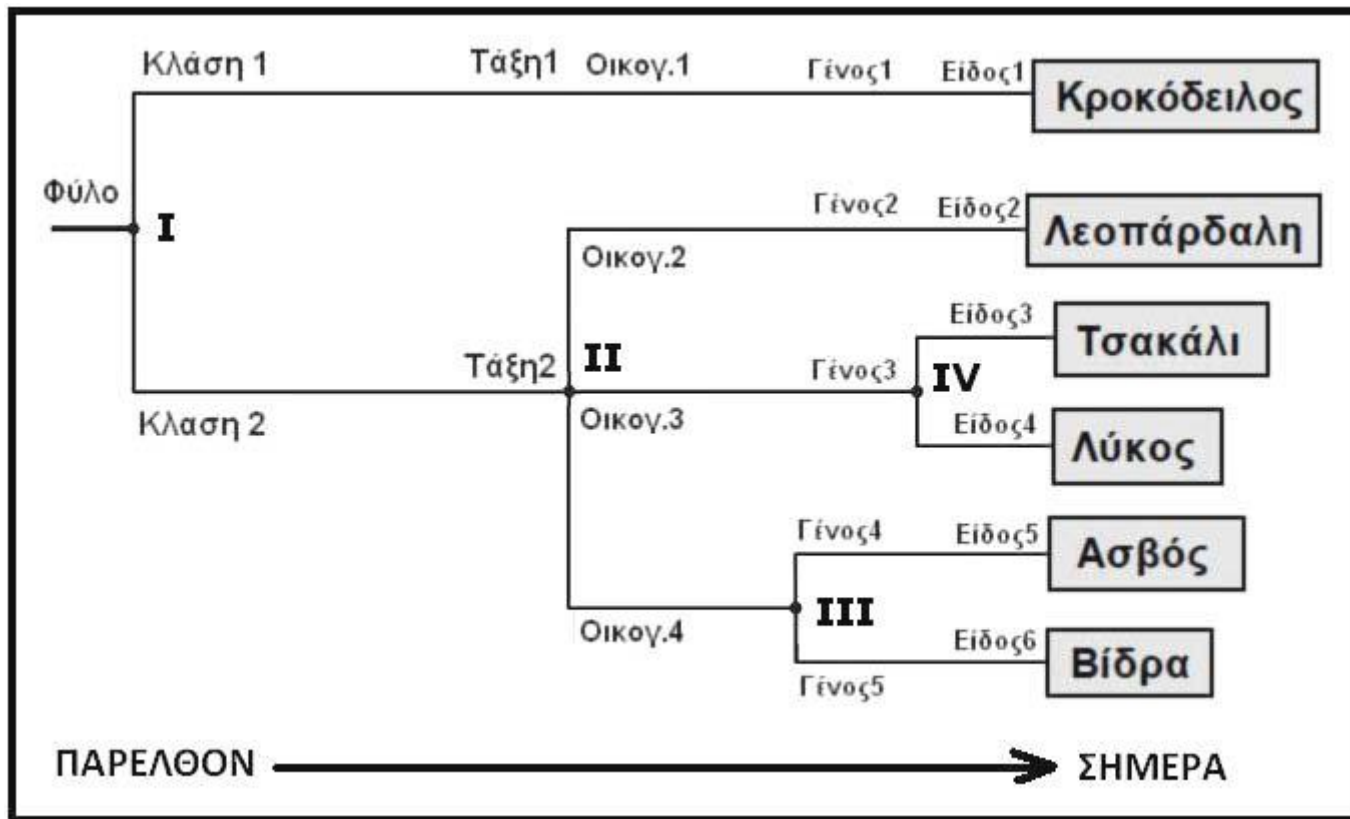 Κλάση 1 Τάξη1 Οικογ.1 Γένος1 Είδος1 Κροκόδειλος
Φύλο I
Γένος2 Είδος2 Λεοπάρδαλη
Οικογ.2
Είδος3 Τσακάλι
Τάξη2 II Γένος3 IV
Κλαση 2 Οικογ.3 Είδος4 Λύκος
Γένος4 Είδος5 Ασβός
III
Οικογ.4 Είδος6 Βίδρα
Γένος5
ΠΑΡΕΛΘΟΝ ΣΗΜΕΡΑ